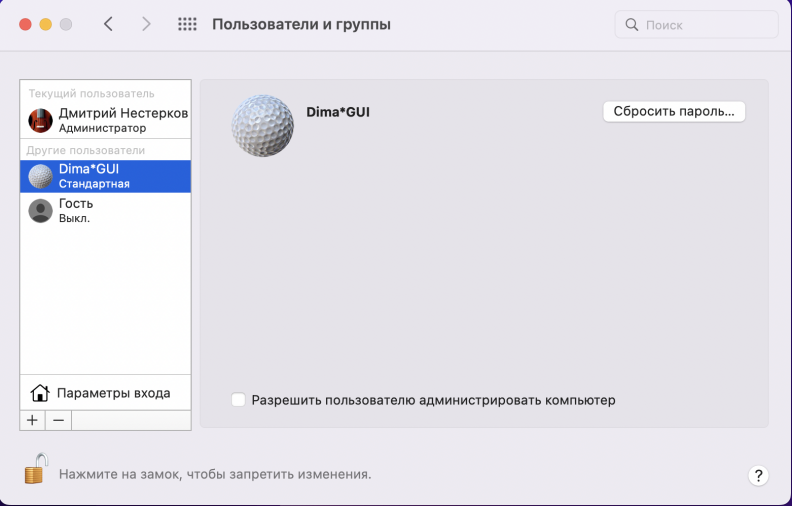 Пользователи и группы
Поиск
Текущий пользователь
Дмитрий Нестерков
Администратор
Другие пользователи
Dima*GUI
Стандартная
Гость
Выкл.
Параметры входа
+ −
Dima*GUI
Сбросить пароль...
Разрешить пользователю администрировать компьютер
Нажмите на замок, чтобы запретить изменения.
?